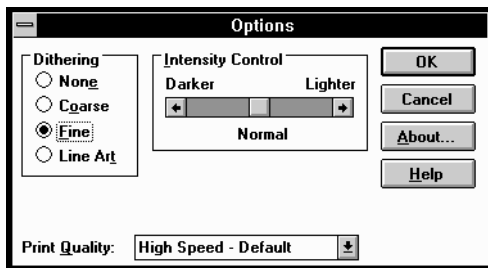 Options
Dithering
None
Coarse
Fine
Line Art
Intensity Control
Darker Lighter
Normal
OK
Cancel
About...
Help
Print Quality: High Speed - Default